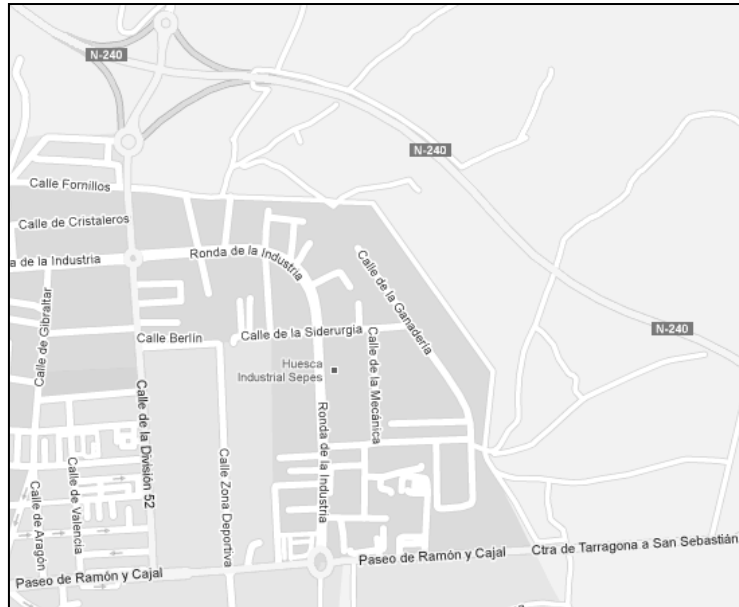 N-240
N-240
Calle Fornillos
Calle de Cristaleros
a de la Industria
Ronda de la Industria
Calle de la Ganadería
Calle de Gibraltar
Calle Berlín
Calle de la Siderurgia
N-240
Huesca
Industrial Sepes
Calle de la Mecánica
Calle de la División 52
Ronda de la Industria
Calle Zona Deportiva
Calle de Valencia
Calle de Aragón
Paseo de Ramón y Cajal
Ctra de Tarragona a San Sebastián
Paseo de Ramón y Cajal